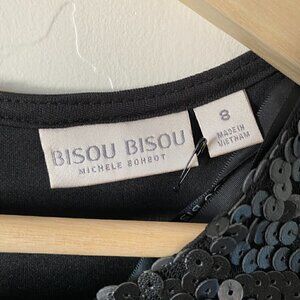 BISOU BISOU
MICHELE BOHBOT
8
MADE IN
VIETNAM